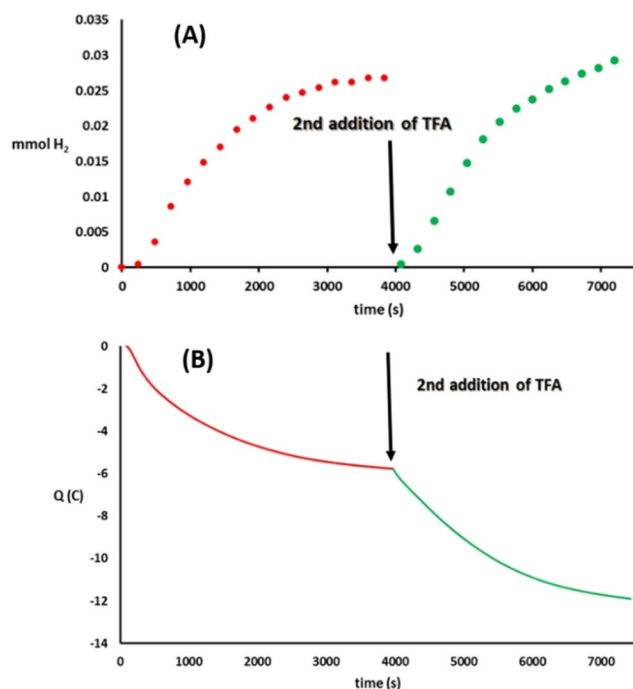 0.035
(A)
0.03
0.025
2nd addition of TFA
0.02
mmol H₂
0.015
0.01
0.005
0
0 1000 2000 3000 4000 5000 6000 7000
time (s)
0
(B)
-2
2nd addition of TFA
-4
-6
Q (C)
-8
-10
-12
-14
0 1000 2000 3000 4000 5000 6000 7000
time (s)